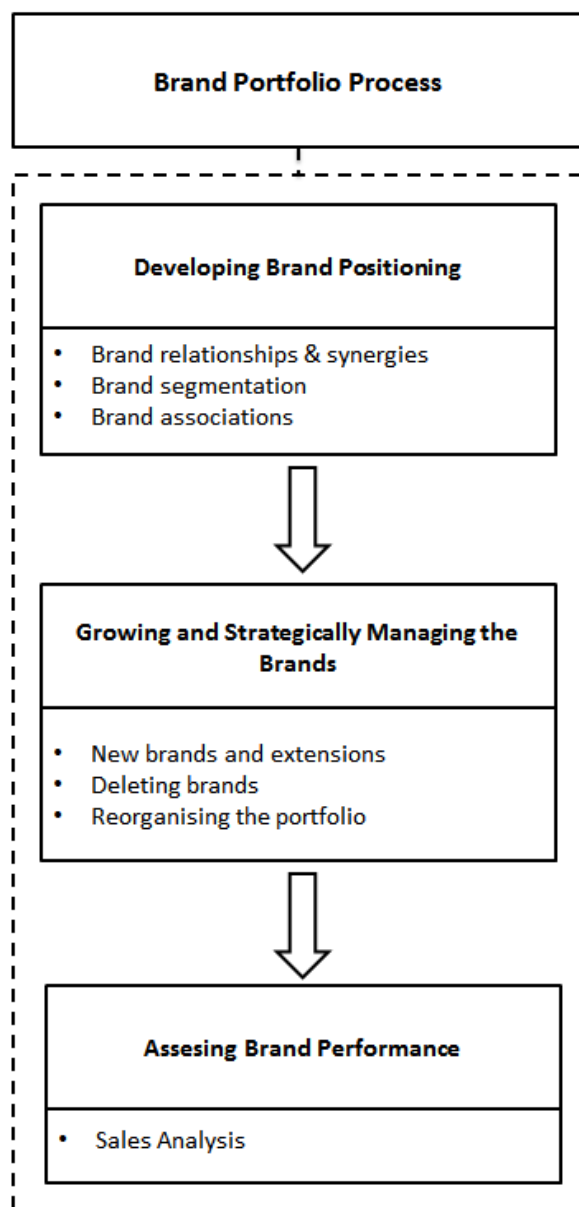 Brand Portfolio Process
Developing Brand Positioning
• Brand relationships & synergies
• Brand segmentation
• Brand associations
Growing and Strategically Managing the
Brands
• New brands and extensions
• Deleting brands
• Reorganising the portfolio
Assesing Brand Performance
• Sales Analysis